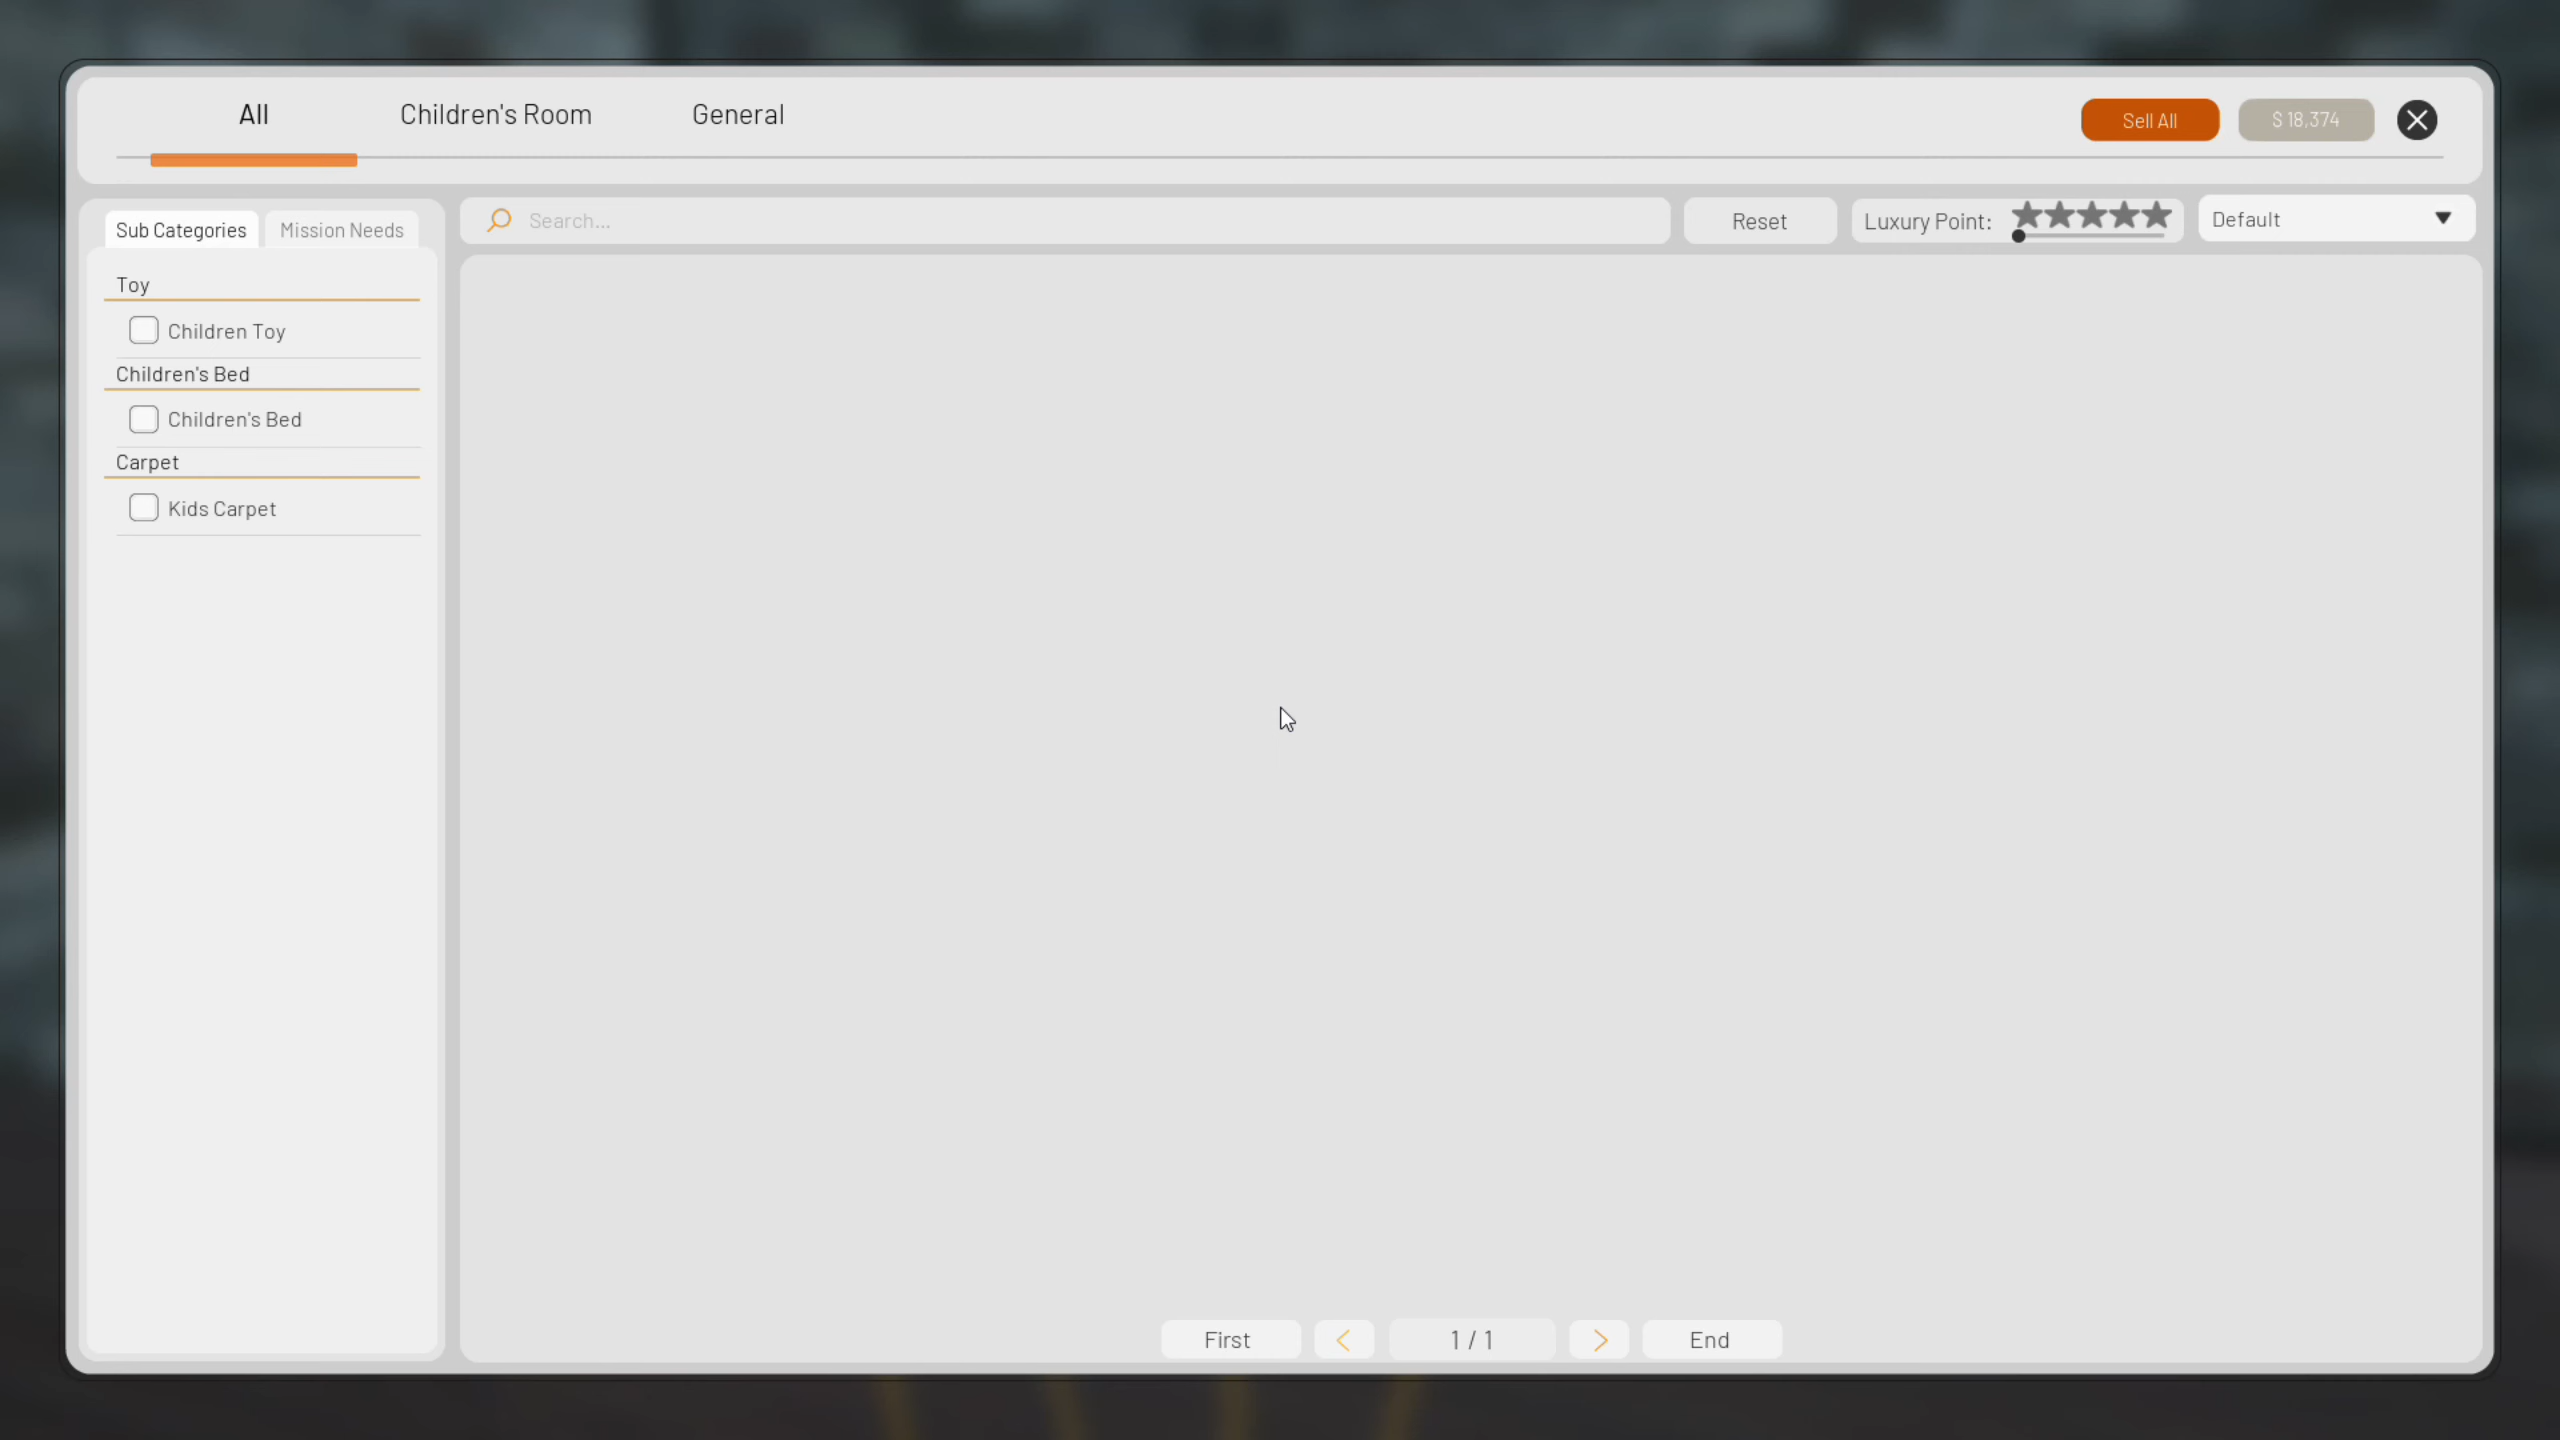 All
Children's Room
General
Sell All
$ 18,374
Sub Categories
Mission Needs
Search...
Reset
Luxury Point:
Default
Toy
Children Toy
Children's Bed
Children's Bed
Carpet
Kids Carpet
First
<
1 / 1
>
End